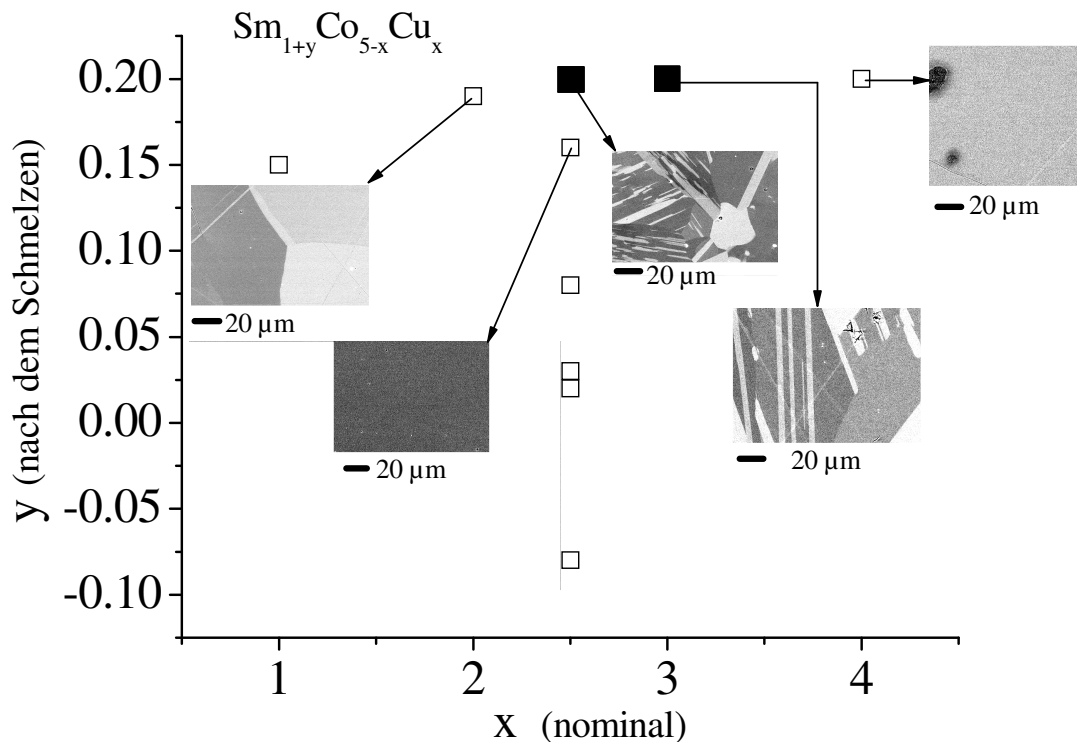 Sm1+yCo5-xCux
y (nach dem Schmelzen)
0.20
0.15
0.10
0.05
0.00
-0.05
-0.10
20 µm
20 µm
20 µm
20 µm
20 µm
1 2 3 4
x (nominal)